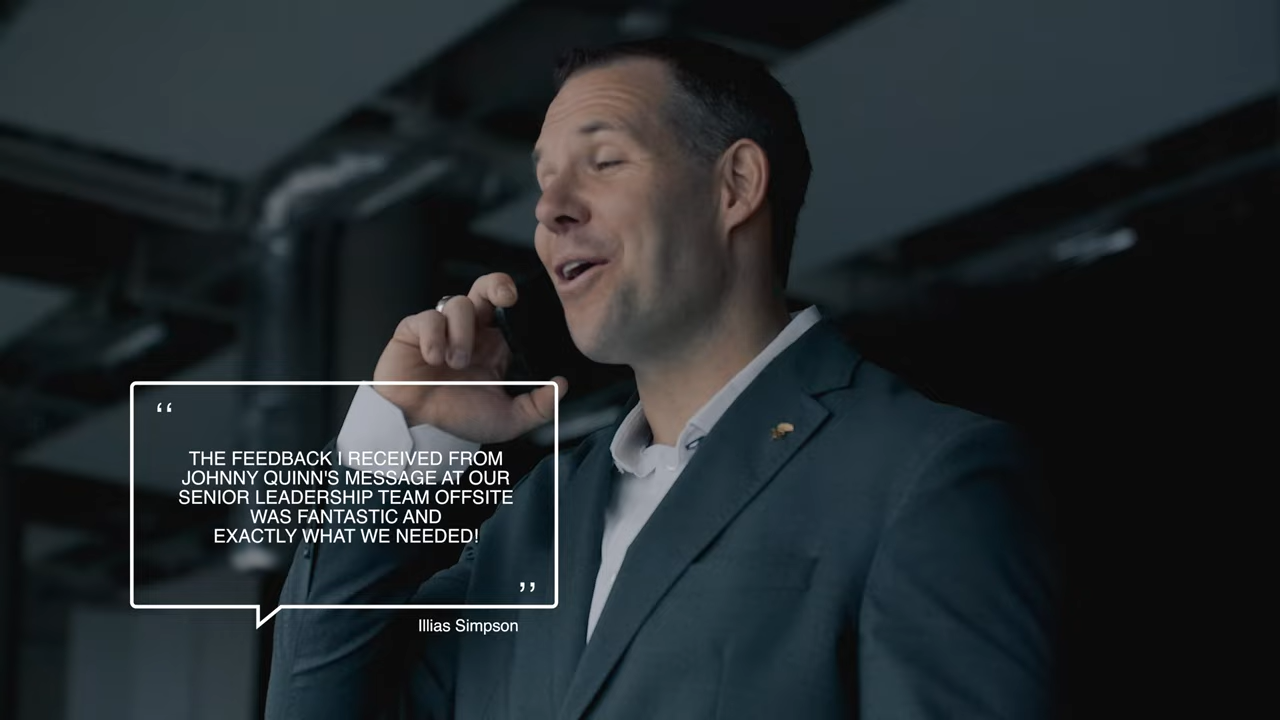 “
THE FEEDBACK I RECEIVED FROM
JOHNNY QUINN'S MESSAGE AT OUR
SENIOR LEADERSHIP TEAM OFFSITE
WAS FANTASTIC AND
EXACTLY WHAT WE NEEDED!
”
Illias Simpson